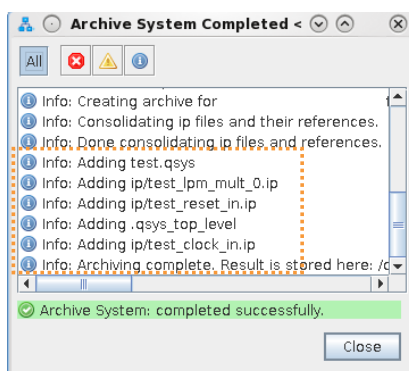 Archive System Completed <
All
Info: Creating archive for
Info: Consolidating ip files and their references.
Info: Done consolidating ip files and references.
Info: Adding test.qsys
Info: Adding ip/test_lpm_mult_0.ip
Info: Adding ip/test_reset_in.ip
Info: Adding .qsys_top_level
Info: Adding ip/test_clock_in.ip
Info: Archiving complete. Result is stored here: /
Archive System: completed successfully.
Close